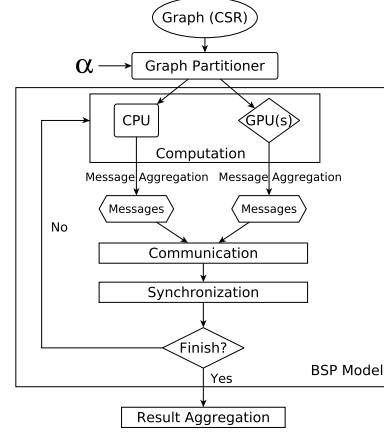 Graph (CSR)
α
Graph Partitioner
CPU
GPU(s)
Computation
Message Aggregation
Message Aggregation
Messages
Messages
No
Communication
Synchronization
Finish?
BSP Model
Yes
Result Aggregation